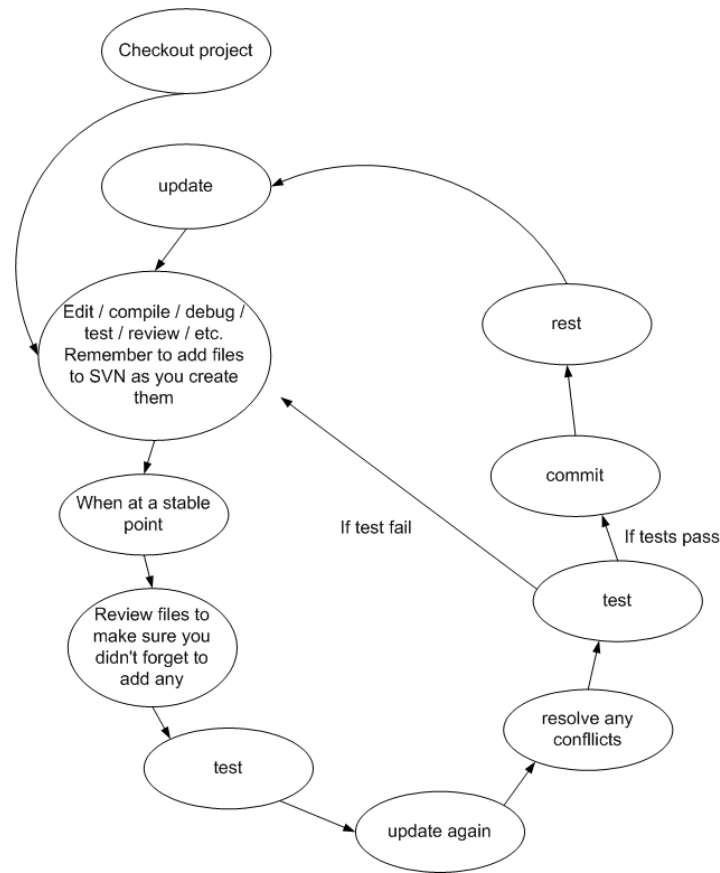 Checkout project
update
Edit / compile / debug /
test / review / etc.
Remember to add files
to SVN as you create
them
When at a stable
point
Review files to
make sure you
didn't forget to
add any
test
update again
resolve any
confllicts
test
If tests pass
If test fail
commit
rest